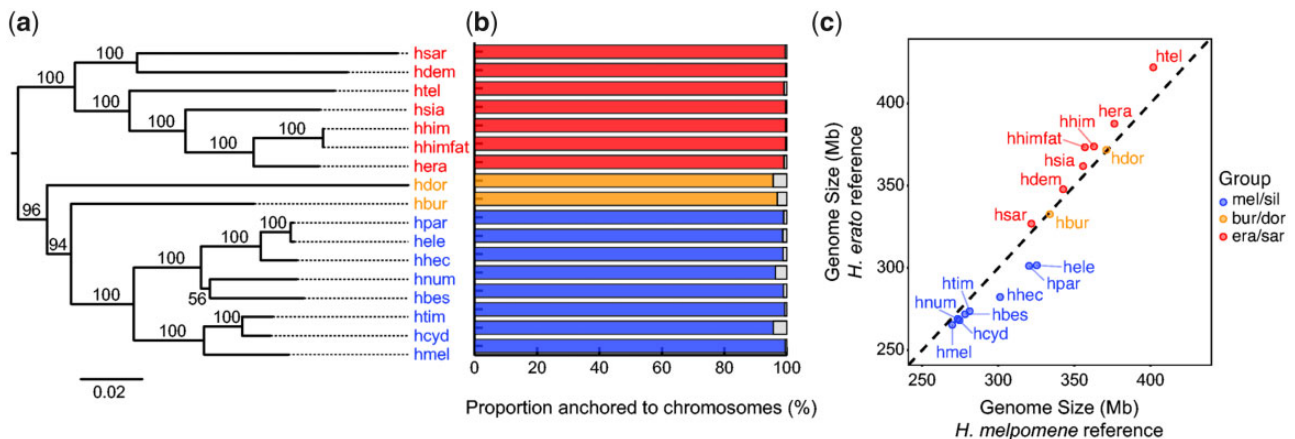 (a)
100
100
100
100
100
100
100
96
94
100
100
100
100
56
100
100
0.02
hsar
hdem
htel
hsia
hhim
hhimfat
hera
hdor
hbur
hpar
hele
hhec
hnum
hbes
htim
hcyd
hmel
(b)
0 20 40 60 80 100
Proportion anchored to chromosomes (%)
(c)
Genome Size (Mb)
H. erato reference
400
350
300
250
htel
hera
hhim
hhimfat
hdor
hsia
hdem
hsar
hbur
hele
hpar
htim
hhec
hnum
hbes
hcyd
hmel
250 300 350 400
Genome Size (Mb)
H. melpomene reference
Group
mel/sil
bur/dor
era/sar